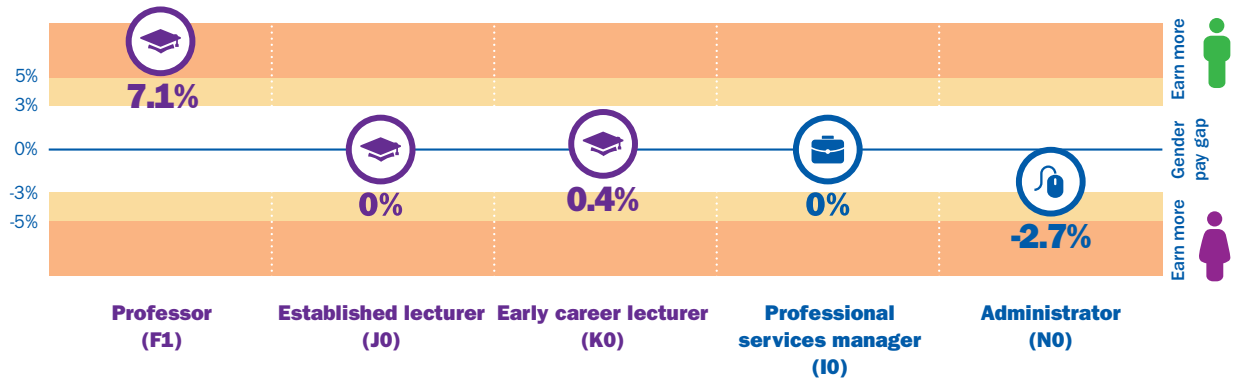 5%
3%
0%
-3%
-5%
7.1%
0%
0.4%
0%
-2.7%
Earn more
Gender
pay gap
Earn more
Professor
(F1)
Established lecturer
(J0)
Early career lecturer
(K0)
Professional
services manager
(I0)
Administrator
(N0)